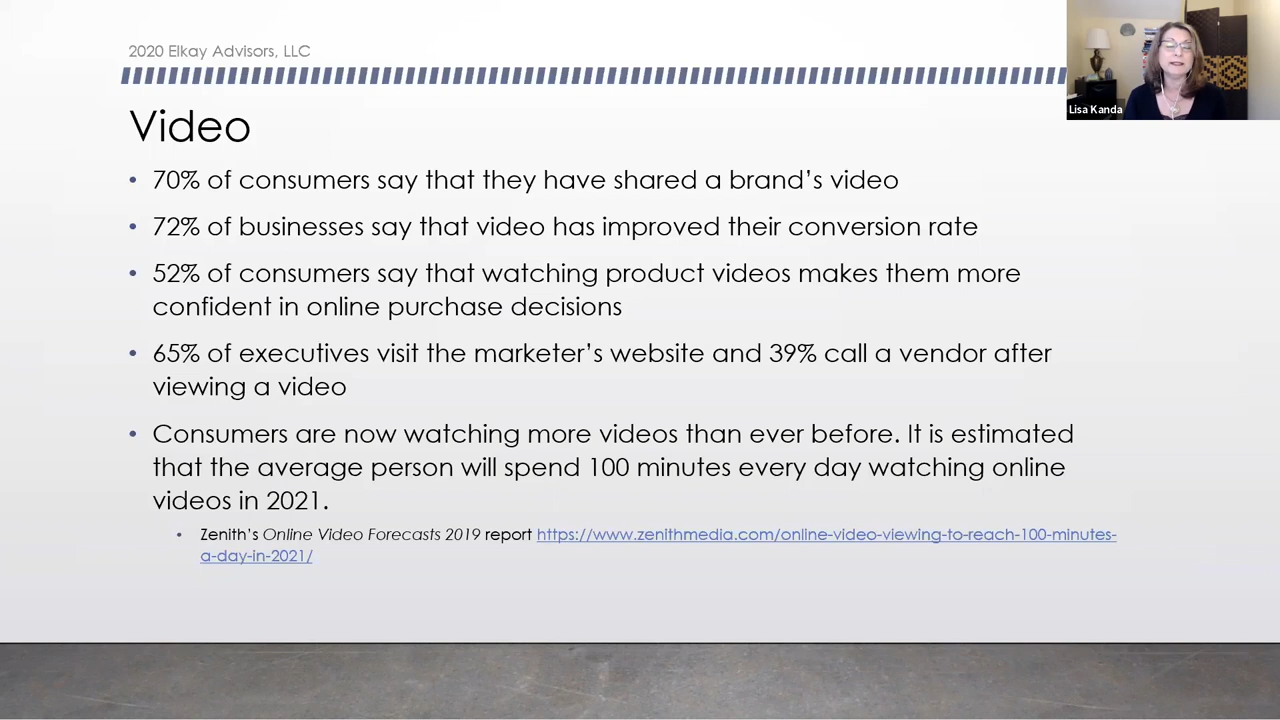 2020 Elkay Advisors, LLC
Lisa Kanda
Video
• 70% of consumers say that they have shared a brand’s video
• 72% of businesses say that video has improved their conversion rate
• 52% of consumers say that watching product videos makes them more
confident in online purchase decisions
• 65% of executives visit the marketer’s website and 39% call a vendor after
viewing a video
• Consumers are now watching more videos than ever before. It is estimated
that the average person will spend 100 minutes every day watching online
videos in 2021.
• Zenith’s Online Video Forecasts 2019 report https://www.zenithmedia.com/online-video-viewing-to-reach-100-minutes-
a-day-in-2021/